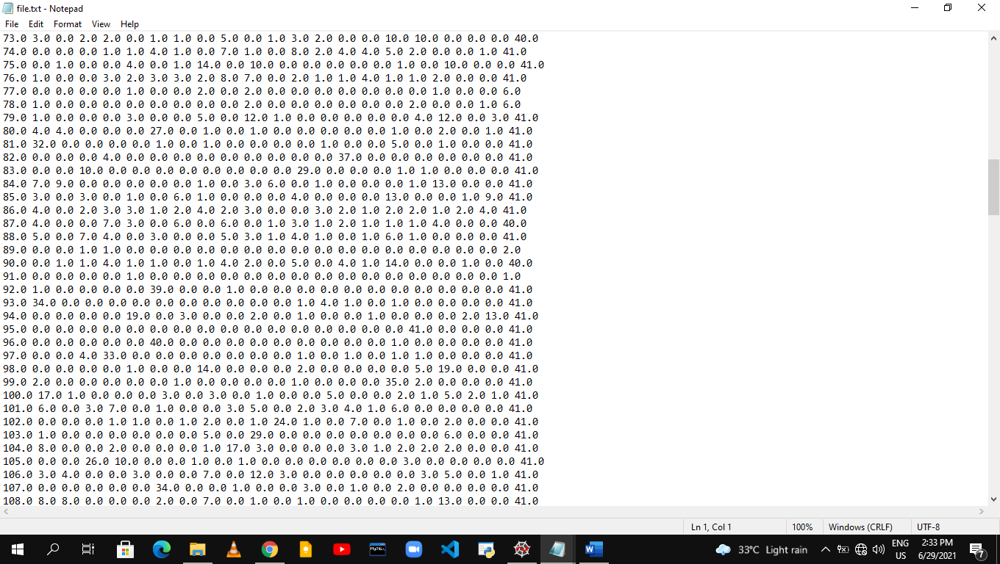 file.txt - Notepad
File Edit Format View Help
73.0 3.0 0.0 2.0 2.0 0.0 1.0 1.0 0.0 5.0 0.0 1.0 3.0 2.0 0.0 0.0 10.0 10.0 0.0 0.0 0.0 40.0
74.0 0.0 0.0 0.0 1.0 1.0 4.0 1.0 0.0 7.0 1.0 0.0 8.0 2.0 4.0 4.0 5.0 2.0 0.0 0.0 1.0 41.0
75.0 0.0 1.0 0.0 0.0 4.0 0.0 1.0 14.0 0.0 10.0 0.0 0.0 0.0 0.0 0.0 1.0 0.0 10.0 0.0 0.0 41.0
76.0 1.0 0.0 0.0 3.0 2.0 3.0 3.0 2.0 8.0 7.0 0.0 2.0 1.0 1.0 4.0 1.0 1.0 2.0 0.0 0.0 41.0
77.0 0.0 0.0 0.0 0.0 1.0 0.0 0.0 2.0 0.0 2.0 0.0 0.0 0.0 0.0 0.0 0.0 0.0 1.0 0.0 0.0 6.0
78.0 1.0 0.0 0.0 0.0 0.0 0.0 0.0 0.0 0.0 2.0 0.0 0.0 0.0 0.0 0.0 0.0 2.0 0.0 0.0 1.0 6.0
79.0 1.0 0.0 0.0 0.0 3.0 0.0 0.0 5.0 0.0 12.0 1.0 0.0 0.0 0.0 0.0 0.0 4.0 12.0 0.0 3.0 41.0
80.0 4.0 4.0 0.0 0.0 0.0 27.0 0.0 1.0 0.0 1.0 0.0 0.0 0.0 0.0 0.0 1.0 0.0 2.0 0.0 1.0 41.0
81.0 32.0 0.0 0.0 0.0 0.0 1.0 0.0 1.0 0.0 0.0 0.0 0.0 1.0 0.0 0.0 5.0 0.0 1.0 0.0 0.0 41.0
82.0 0.0 0.0 0.0 4.0 0.0 0.0 0.0 0.0 0.0 0.0 0.0 0.0 0.0 37.0 0.0 0.0 0.0 0.0 0.0 0.0 41.0
83.0 0.0 0.0 10.0 0.0 0.0 0.0 0.0 0.0 0.0 0.0 0.0 29.0 0.0 0.0 0.0 1.0 1.0 0.0 0.0 0.0 41.0
84.0 7.0 9.0 0.0 0.0 0.0 0.0 0.0 1.0 0.0 3.0 6.0 0.0 1.0 0.0 0.0 0.0 1.0 13.0 0.0 0.0 41.0
85.0 3.0 0.0 3.0 0.0 1.0 0.0 6.0 1.0 0.0 0.0 0.0 4.0 0.0 0.0 0.0 13.0 0.0 0.0 1.0 9.0 41.0
86.0 4.0 0.0 2.0 3.0 3.0 1.0 2.0 4.0 2.0 3.0 0.0 0.0 3.0 2.0 1.0 2.0 2.0 1.0 2.0 4.0 41.0
87.0 4.0 0.0 0.0 7.0 3.0 0.0 6.0 0.0 6.0 0.0 1.0 3.0 1.0 2.0 1.0 1.0 1.0 4.0 0.0 0.0 40.0
88.0 5.0 0.0 7.0 4.0 0.0 3.0 0.0 0.0 5.0 3.0 1.0 4.0 1.0 0.0 1.0 6.0 1.0 0.0 0.0 0.0 41.0
89.0 0.0 0.0 1.0 1.0 0.0 0.0 0.0 0.0 0.0 0.0 0.0 0.0 0.0 0.0 0.0 0.0 0.0 0.0 0.0 0.0 2.0
90.0 0.0 1.0 1.0 4.0 1.0 1.0 0.0 1.0 4.0 2.0 0.0 5.0 0.0 4.0 1.0 14.0 0.0 0.0 1.0 0.0 40.0
91.0 0.0 0.0 0.0 0.0 1.0 0.0 0.0 0.0 0.0 0.0 0.0 0.0 0.0 0.0 0.0 0.0 0.0 0.0 0.0 0.0 1.0
92.0 1.0 0.0 0.0 0.0 0.0 39.0 0.0 0.0 1.0 0.0 0.0 0.0 0.0 0.0 0.0 0.0 0.0 0.0 0.0 0.0 41.0
93.0 34.0 0.0 0.0 0.0 0.0 0.0 0.0 0.0 0.0 0.0 0.0 1.0 4.0 1.0 0.0 1.0 0.0 0.0 0.0 0.0 41.0
94.0 0.0 0.0 0.0 0.0 19.0 0.0 3.0 0.0 0.0 2.0 0.0 1.0 0.0 0.0 1.0 0.0 0.0 0.0 2.0 13.0 41.0
95.0 0.0 0.0 0.0 0.0 0.0 0.0 0.0 0.0 0.0 0.0 0.0 0.0 0.0 0.0 0.0 0.0 41.0 0.0 0.0 0.0 41.0
96.0 0.0 0.0 0.0 0.0 0.0 40.0 0.0 0.0 0.0 0.0 0.0 0.0 0.0 0.0 0.0 1.0 0.0 0.0 0.0 0.0 41.0
97.0 0.0 0.0 4.0 33.0 0.0 0.0 0.0 0.0 0.0 0.0 0.0 1.0 0.0 1.0 0.0 1.0 1.0 0.0 0.0 0.0 41.0
98.0 0.0 0.0 0.0 0.0 1.0 0.0 0.0 14.0 0.0 0.0 0.0 2.0 0.0 0.0 0.0 0.0 5.0 19.0 0.0 0.0 41.0
99.0 2.0 0.0 0.0 0.0 0.0 0.0 1.0 0.0 0.0 0.0 0.0 1.0 0.0 0.0 0.0 35.0 2.0 0.0 0.0 0.0 41.0
100.0 17.0 1.0 0.0 0.0 0.0 3.0 0.0 3.0 0.0 1.0 0.0 0.0 5.0 0.0 0.0 2.0 1.0 5.0 2.0 1.0 41.0
101.0 6.0 0.0 3.0 7.0 0.0 1.0 0.0 0.0 3.0 5.0 0.0 2.0 3.0 4.0 1.0 6.0 0.0 0.0 0.0 0.0 41.0
102.0 0.0 0.0 0.0 1.0 1.0 0.0 1.0 2.0 0.0 1.0 24.0 1.0 0.0 7.0 0.0 1.0 0.0 2.0 0.0 0.0 41.0
103.0 1.0 0.0 0.0 0.0 0.0 0.0 0.0 5.0 0.0 29.0 0.0 0.0 0.0 0.0 0.0 0.0 0.0 6.0 0.0 0.0 41.0
104.0 8.0 0.0 0.0 2.0 0.0 0.0 0.0 1.0 17.0 3.0 0.0 0.0 0.0 3.0 1.0 2.0 2.0 2.0 0.0 0.0 41.0
105.0 0.0 0.0 26.0 10.0 0.0 0.0 1.0 0.0 1.0 0.0 0.0 0.0 0.0 0.0 0.0 3.0 0.0 0.0 0.0 0.0 41.0
106.0 3.0 4.0 0.0 0.0 3.0 0.0 0.0 7.0 0.0 12.0 3.0 0.0 0.0 0.0 0.0 0.0 3.0 5.0 0.0 1.0 41.0
107.0 0.0 0.0 0.0 0.0 0.0 34.0 0.0 0.0 1.0 0.0 0.0 3.0 0.0 1.0 0.0 2.0 0.0 0.0 0.0 0.0 41.0
108.0 8.0 8.0 0.0 0.0 0.0 2.0 0.0 7.0 0.0 1.0 0.0 1.0 0.0 0.0 0.0 0.0 1.0 13.0 0.0 0.0 41.0
Ln 1, Col 1 100% Windows (CRLF) UTF-8
MySQL
W
33°C Light rain
ENG
US
2:33 PM
6/29/2021
7